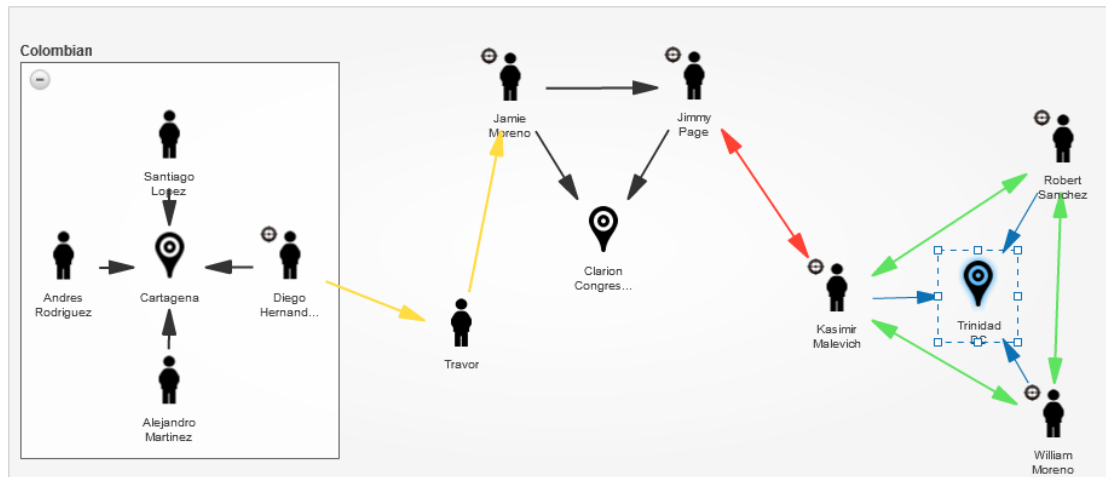 Colombian
Santiago
Lopez
Andres
Rodriguez
Cartagena
Diego
Hernand...
Alejandro
Martinez
Travor
Jamie
Moreno
Jimmy
Page
Clarion
Congres...
Kasimir
Malevich
Robert
Sanchez
Trinidad
DC
William
Moreno